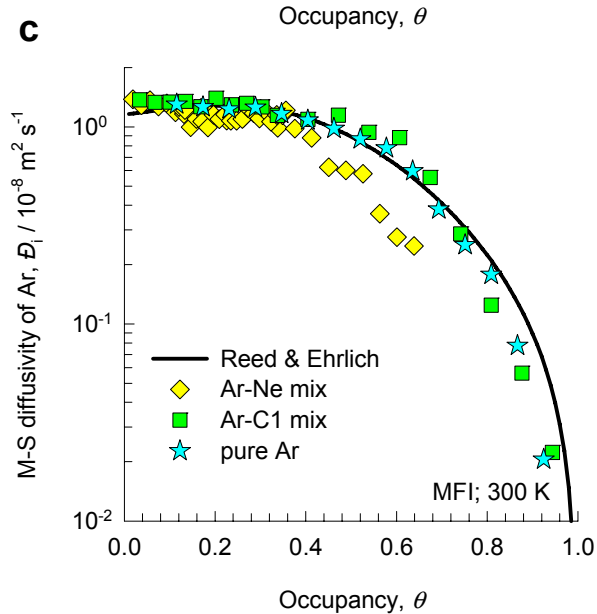 c
Occupancy, θ
M-S diffusivity of Ar, Đi / 10-8 m2 s-1
100
10-1
10-2
Reed & Ehrlich
Ar-Ne mix
Ar-C1 mix
pure Ar
MFI; 300 K
0.0 0.2 0.4 0.6 0.8 1.0
Occupancy, θ